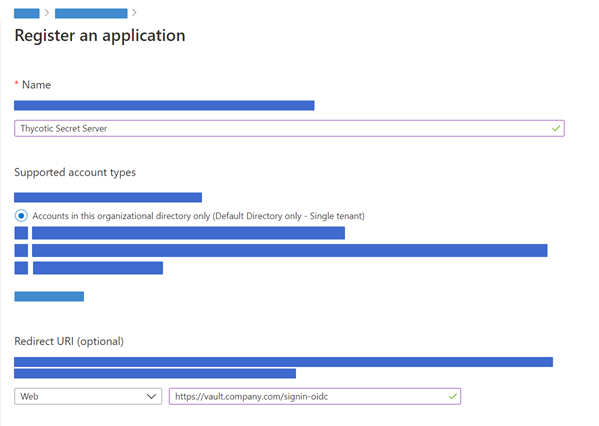 Register an application
* Name
Thycotic Secret Server
Supported account types
Accounts in this organizational directory only (Default Directory only - Single tenant)
Redirect URI (optional)
Web
https://vault.company.com/signin-oidc